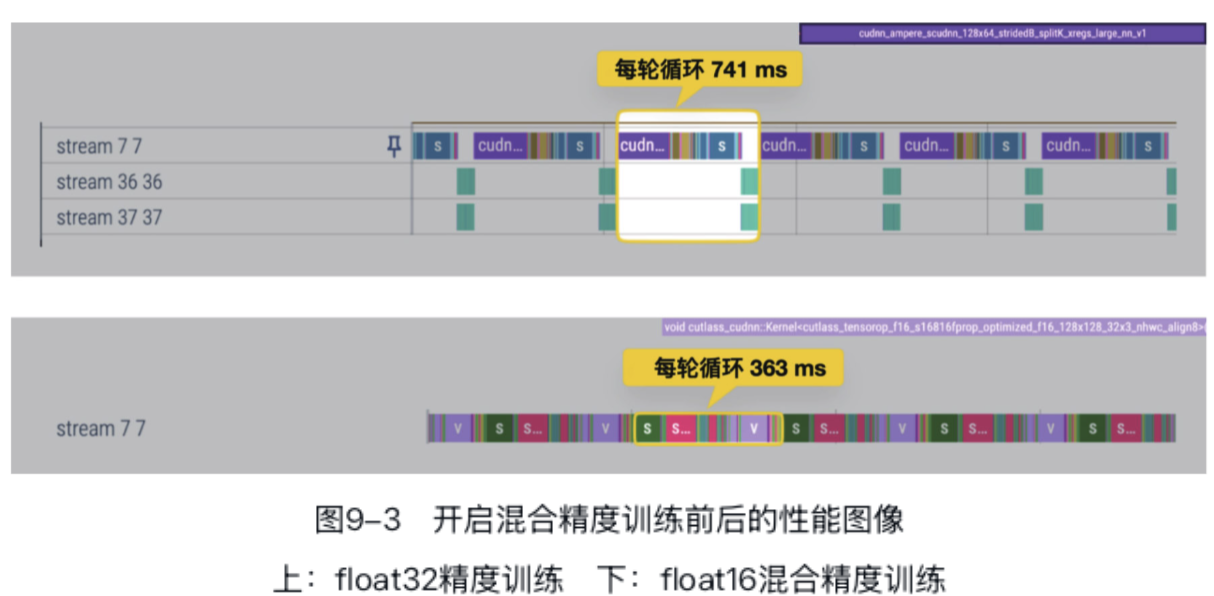 cudnn_ampere_scudnn_128x64_stridedB_splitK_xregs_large_nn_v1
每轮循环 741 ms
stream 7 7
s cudn... s cudn... s cudn... s cudn... s cudn... s
stream 36 36
stream 37 37
void cutlass_cudnn::Kernel<cutlass_tensorop_f16_s16816fprop_optimized_f16_128x128_32x3_nhwc_align8>(
每轮循环 363 ms
stream 7 7
v s s... v s s... v s s... v s s... v s s...
图9–3 开启混合精度训练前后的性能图像
上：float32精度训练 下：float16混合精度训练